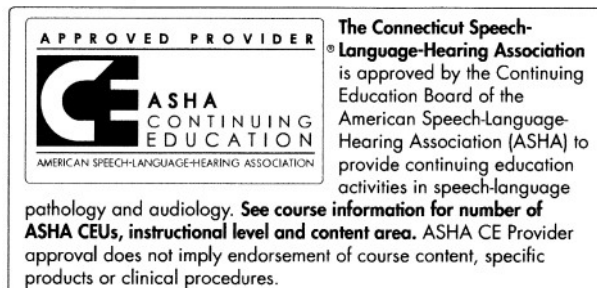 APPROVED PROVIDER
CE
ASHA
CONTINUING
EDUCATION
AMERICAN SPEECH-LANGUAGE-HEARING ASSOCIATION
®
The Connecticut Speech-
Language-Hearing Association
is approved by the Continuing
Education Board of the
American Speech-Language-
Hearing Association (ASHA) to
provide continuing education
activities in speech-language
pathology and audiology. See course information for number of
ASHA CEUs, instructional level and content area. ASHA CE Provider
approval does not imply endorsement of course content, specific
products or clinical procedures.